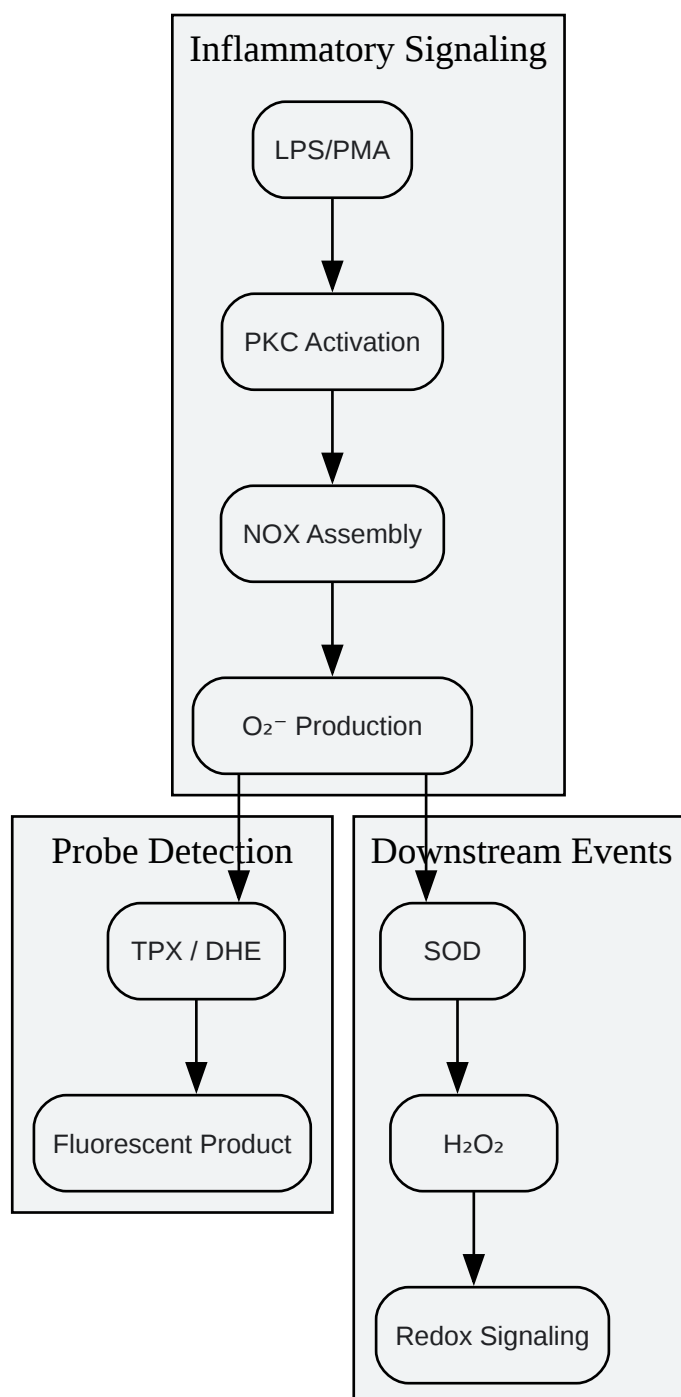 Inflammatory Signaling
LPS/PMA
PKC Activation
NOX Assembly
O₂⁻ Production
Probe Detection
TPX / DHE
Fluorescent Product
Downstream Events
SOD
H₂O₂
Redox Signaling